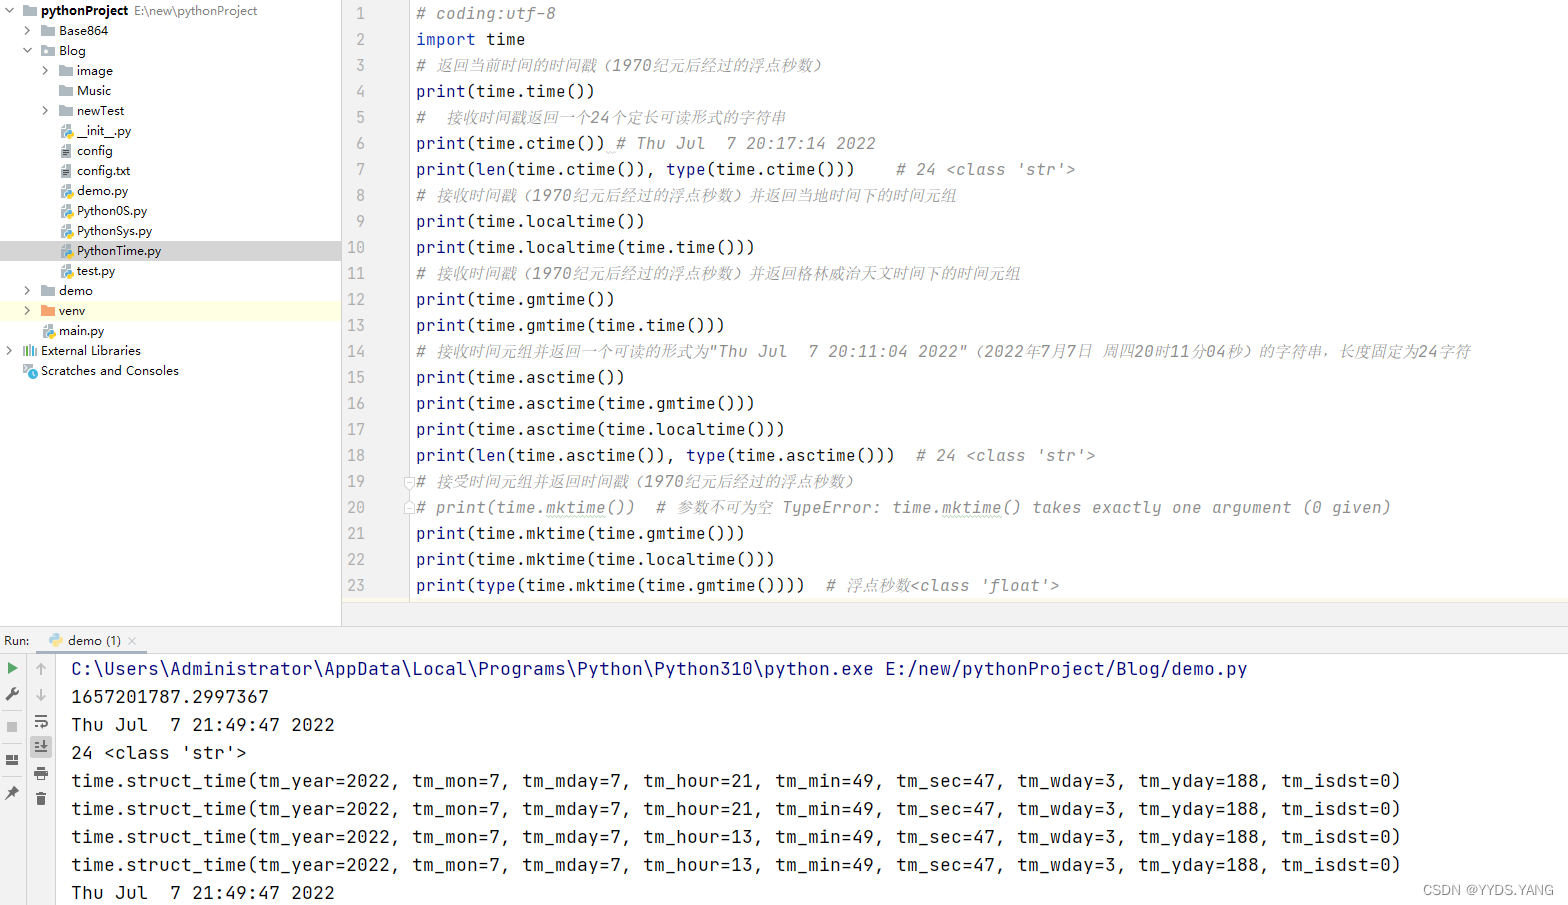 pythonProject E:\new\pythonProject
Base864
Blog
image
Music
newTest
__init__.py
config
config.txt
demo.py
Python0S.py
PythonSys.py
PythonTime.py
test.py
demo
venv
main.py
External Libraries
Scratches and Consoles
1 # coding:utf-8
2 import time
3 # 返回当前时间的时间戳（1970纪元后经过的浮点秒数）
4 print(time.time())
5 #  接收时间戳返回一个24个定长可读形式的字符串
6 print(time.ctime()) # Thu Jul  7 20:17:14 2022
7 print(len(time.ctime()), type(time.ctime()))    # 24 <class 'str'>
8 # 接收时间戳（1970纪元后经过的浮点秒数）并返回当地时间下的时间元组
9 print(time.localtime())
10 print(time.localtime(time.time()))
11 # 接收时间戳（1970纪元后经过的浮点秒数）并返回格林威治天文时间下的时间元组
12 print(time.gmtime())
13 print(time.gmtime(time.time()))
14 # 接收时间元组并返回一个可读的形式为"Thu Jul  7 20:11:04 2022"（2022年7月7日 周四20时11分04秒）的字符串，长度固定为24字符
15 print(time.asctime())
16 print(time.asctime(time.gmtime()))
17 print(time.asctime(time.localtime()))
18 print(len(time.asctime()), type(time.asctime()))  # 24 <class 'str'>
19 # 接受时间元组并返回时间戳（1970纪元后经过的浮点秒数）
20 # print(time.mktime())  # 参数不可为空 TypeError: time.mktime() takes exactly one argument (0 given)
21 print(time.mktime(time.gmtime()))
22 print(time.mktime(time.localtime()))
23 print(type(time.mktime(time.gmtime())))  # 浮点秒数<class 'float'>
Run: demo (1)
C:\Users\Administrator\AppData\Local\Programs\Python\Python310\python.exe E:/new/pythonProject/Blog/demo.py
1657201787.2997367
Thu Jul  7 21:49:47 2022
24 <class 'str'>
time.struct_time(tm_year=2022, tm_mon=7, tm_mday=7, tm_hour=21, tm_min=49, tm_sec=47, tm_wday=3, tm_yday=188, tm_isdst=0)
time.struct_time(tm_year=2022, tm_mon=7, tm_mday=7, tm_hour=21, tm_min=49, tm_sec=47, tm_wday=3, tm_yday=188, tm_isdst=0)
time.struct_time(tm_year=2022, tm_mon=7, tm_mday=7, tm_hour=13, tm_min=49, tm_sec=47, tm_wday=3, tm_yday=188, tm_isdst=0)
time.struct_time(tm_year=2022, tm_mon=7, tm_mday=7, tm_hour=13, tm_min=49, tm_sec=47, tm_wday=3, tm_yday=188, tm_isdst=0)
Thu Jul  7 21:49:47 2022
CSDN @YYDS.YANG